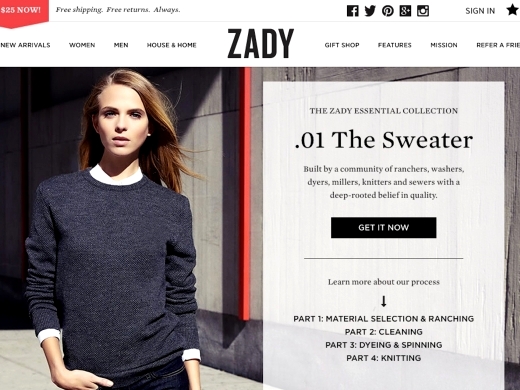 $25 NOW!
Free shipping. Free returns. Always.
SIGN IN
NEW ARRIVALS
WOMEN
MEN
HOUSE & HOME
ZADY
GIFT SHOP
FEATURES
MISSION
REFER A FRIE
THE ZADY ESSENTIAL COLLECTION
.01 The Sweater
Built by a community of ranchers, washers,
dyers, millers, knitters and sewers with a
deep-rooted belief in quality.
GET IT NOW
Learn more about our process
PART 1: MATERIAL SELECTION & RANCHING
PART 2: CLEANING
PART 3: DYEING & SPINNING
PART 4: KNITTING